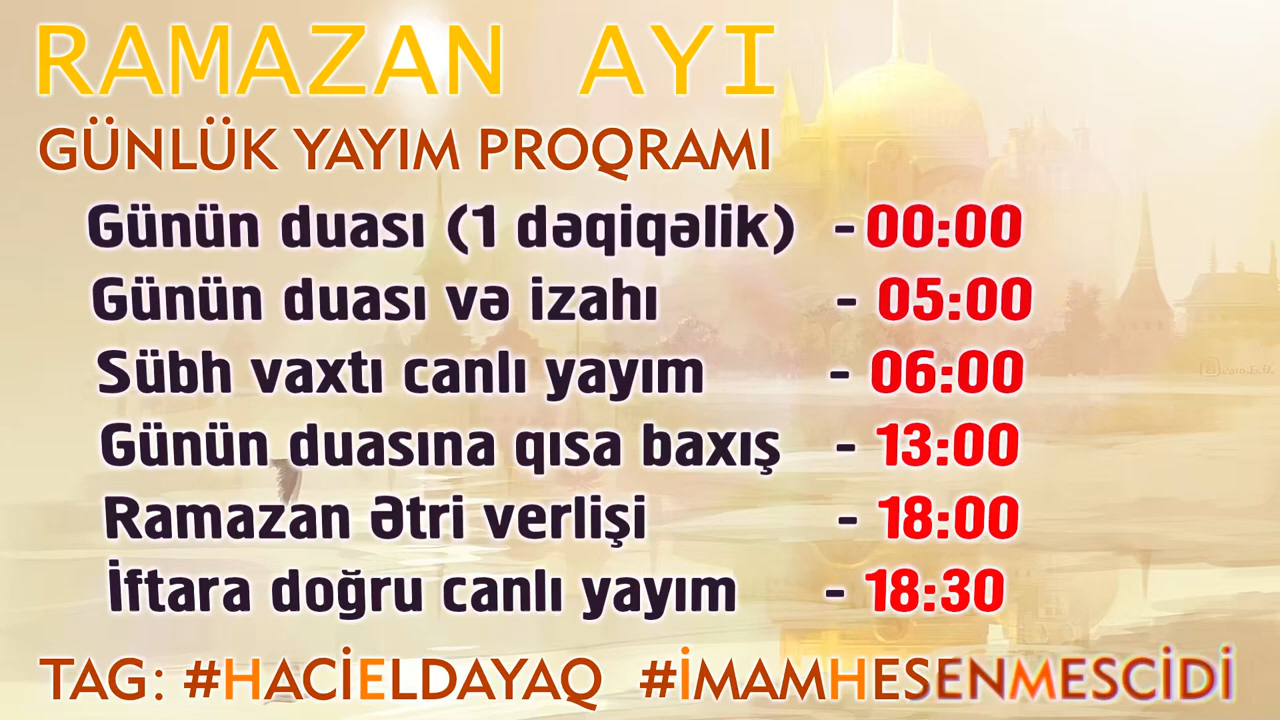 RAMAZAN AYI
GÜNLÜK YAYIM PROQRAMI
Günün duası (1 dəqiqəlik) - 00:00
Günün duası və izahı - 05:00
Sübh vaxtı canlı yayım - 06:00
Günün duasına qısa baxış - 13:00
Ramazan Ətri verlişi - 18:00
İftara doğru canlı yayım - 18:30
TAG: #HACİELDAYAQ #İMAMHESENMESCİDİ